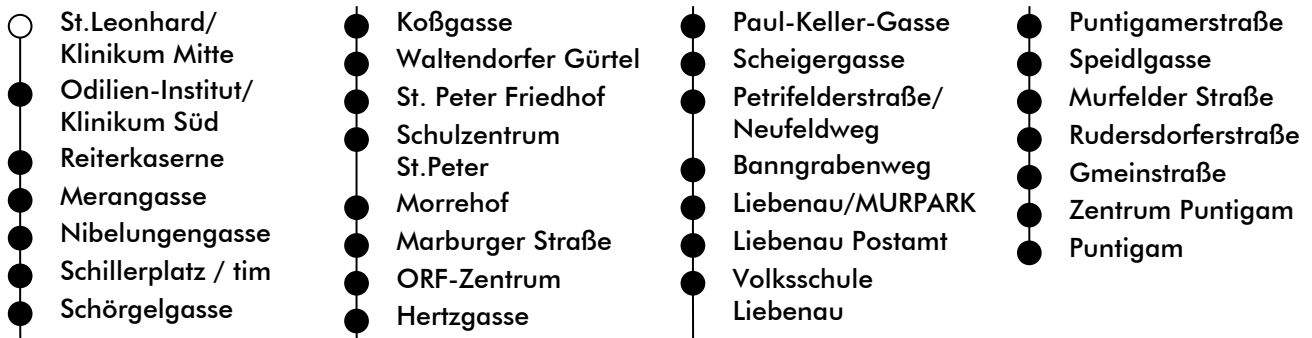 St.Leonhard/
Klinikum Mitte
Odilien-Institut/
Klinikum Süd
Reiterkaserne
Merangasse
Nibelungengasse
Schillerplatz / tim
Schörgelgasse
Koßgasse
Waltendorfer Gürtel
St. Peter Friedhof
Schulzentrum
St.Peter
Morrehof
Marburger Straße
ORF-Zentrum
Hertzgasse
Paul-Keller-Gasse
Scheigergasse
Petrifelderstraße/
Neufeldweg
Banngrabenweg
Liebenau/MURPARK
Liebenau Postamt
Volksschule
Liebenau
Puntigamerstraße
Speidlgasse
Murfelder Straße
Rudersdorferstraße
Gmeinstraße
Zentrum Puntigam
Puntigam